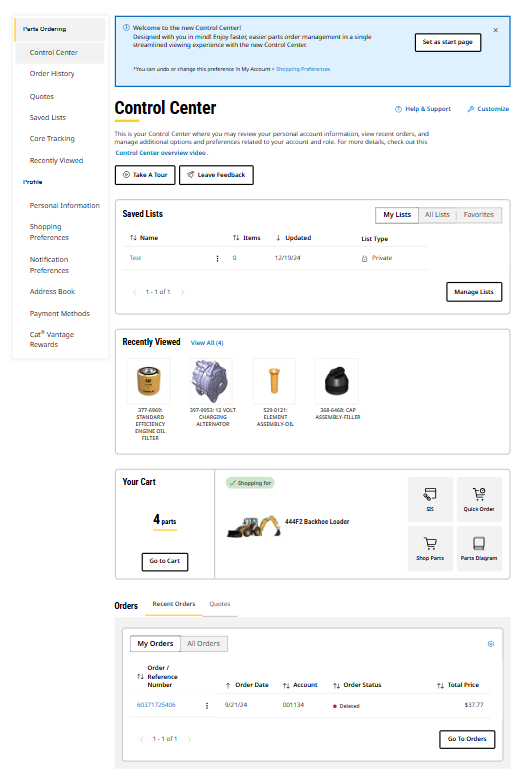 Parts Ordering
Control Center
Order History
Quotes
Saved Lists
Core Tracking
Recently Viewed
Profile
Personal Information
Shopping
Preferences
Notification
Preferences
Address Book
Payment Methods
Cat® Vantage
Rewards
Welcome to the new Control Center!
Designed with you in mind! Enjoy faster, easier parts order management in a single
streamlined viewing experience with the new Control Center.
*You can undo or change this preference in My Account > Shopping Preferences
Set as start page
Control Center
Help & Support
Customize
This is your Control Center where you may review your personal account information, view recent orders, and
manage additional options and preferences related to your account and role. For more details, check out this
Control Center overview video.
Take A Tour
Leave Feedback
Saved Lists
My Lists
All Lists
Favorites
Name
Items
Updated
List Type
Test
0
12/19/24
Private
1 - 1 of 1
Manage Lists
Recently Viewed
View All (4)
377-6969:
STANDARD
EFFICIENCY
ENGINE OIL
FILTER
397-9953: 12 VOLT
CHARGING
ALTERNATOR
529-0121:
ELEMENT
ASSEMBLY-OIL
368-6468: CAP
ASSEMBLY-FILLER
Your Cart
4 parts
Go to Cart
Shopping for
444F2 Backhoe Loader
SIS
Quick Order
Shop Parts
Parts Diagram
Orders
Recent Orders
Quotes
My Orders
All Orders
Order /
Reference
Number
Order Date
Account
Order Status
Total Price
60371725406
9/21/24
001134
Deleted
$37.77
1 - 1 of 1
Go To Orders